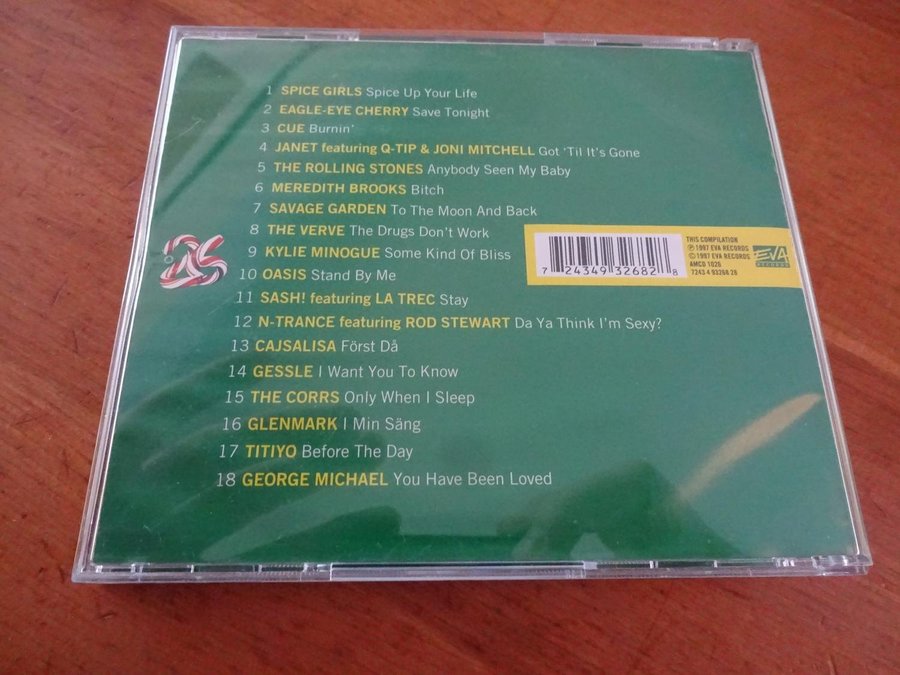 1 SPICE GIRLS Spice Up Your Life
2 EAGLE-EYE CHERRY Save Tonight
3 CUE Burnin'
4 JANET featuring Q-TIP & JONI MITCHELL Got 'Til It's Gone
5 THE ROLLING STONES Anybody Seen My Baby
6 MEREDITH BROOKS Bitch
7 SAVAGE GARDEN To The Moon And Back
8 THE VERVE The Drugs Don't Work
9 KYLIE MINOGUE Some Kind Of Bliss
10 OASIS Stand By Me
11 SASH! featuring LA TREC Stay
12 N-TRANCE featuring ROD STEWART Da Ya Think I'm Sexy?
13 CAJSALISA Först Då
14 GESSLE I Want You To Know
15 THE CORRS Only When I Sleep
16 GLENMARK I Min Säng
17 TITIYO Before The Day
18 GEORGE MICHAEL You Have Been Loved
7 24349 32682 8
THIS COMPILATION
℗ 1997 EVA RECORDS
© 1997 EVA RECORDS
AMCD 1026
7243 4 93268 28
EVA
RECORDS